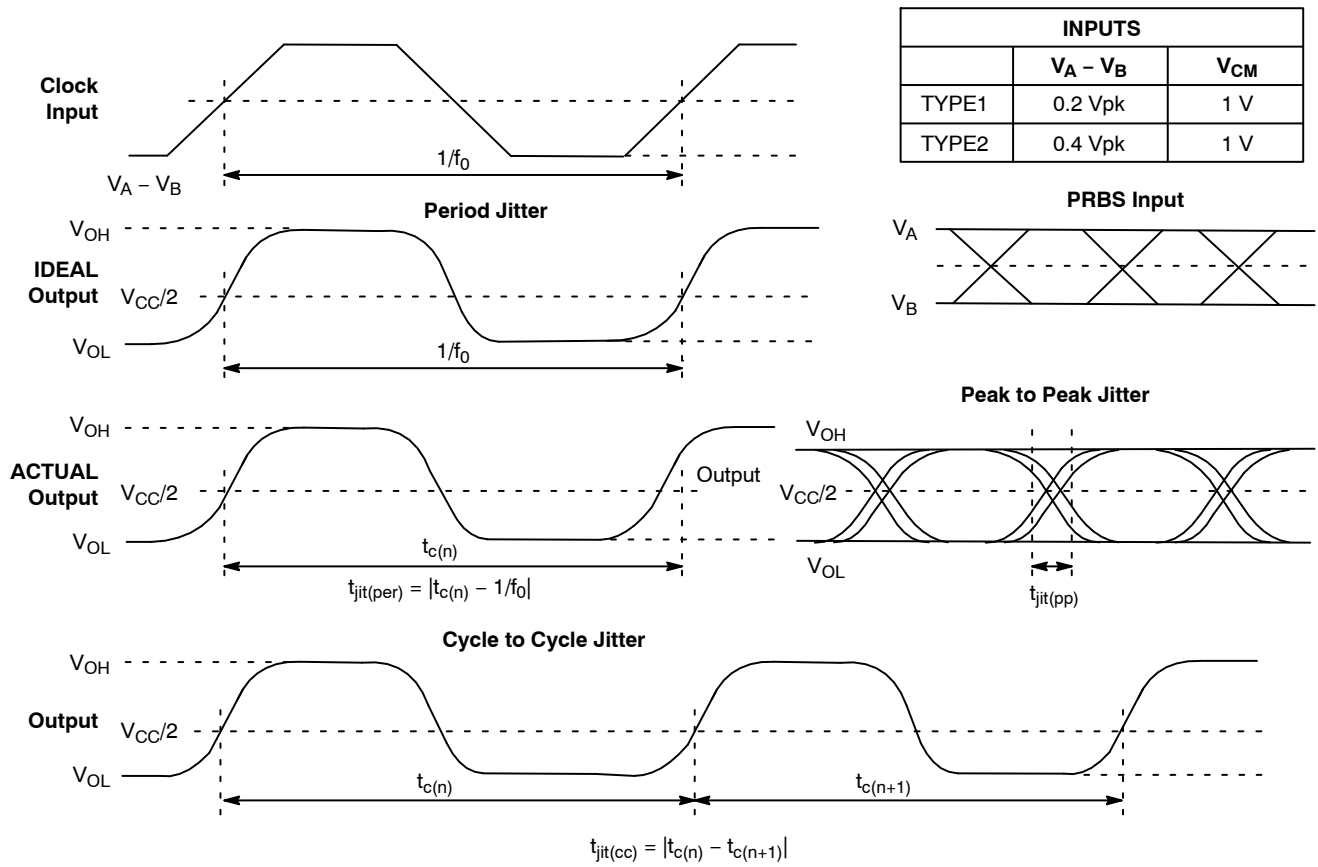 Clock
Input
V_A – V_B
1/f_0
INPUTS
V_A – V_B V_CM
TYPE1 0.2 Vpk 1 V
TYPE2 0.4 Vpk 1 V
Period Jitter
V_OH
IDEAL
Output
V_CC/2
V_OL
1/f_0
PRBS Input
V_A
V_B
V_OH
ACTUAL
Output
V_CC/2
V_OL
t_c(n)
t_jit(per) = |t_c(n) – 1/f_0|
Peak to Peak Jitter
V_OH
Output
V_CC/2
V_OL
t_jit(pp)
Cycle to Cycle Jitter
V_OH
Output
V_CC/2
V_OL
t_c(n)
t_c(n+1)
t_jit(cc) = |t_c(n) – t_c(n+1)|